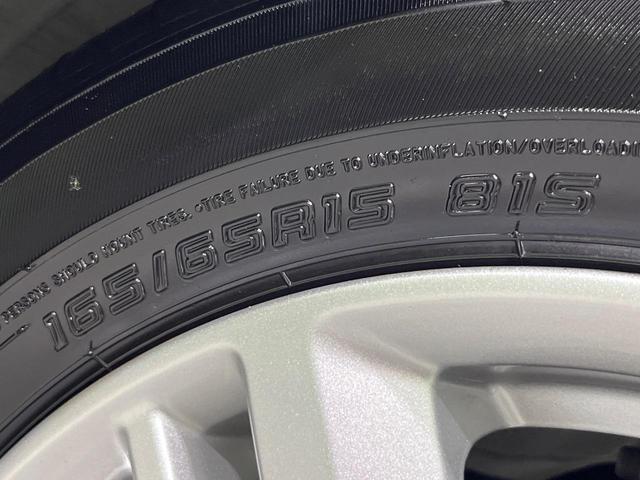 PERSONS SHOULD MOUNT TIRES. •TIRE FAILURE DUE TO UNDERINFLATION/OVERLOADI
165/65R15 81S